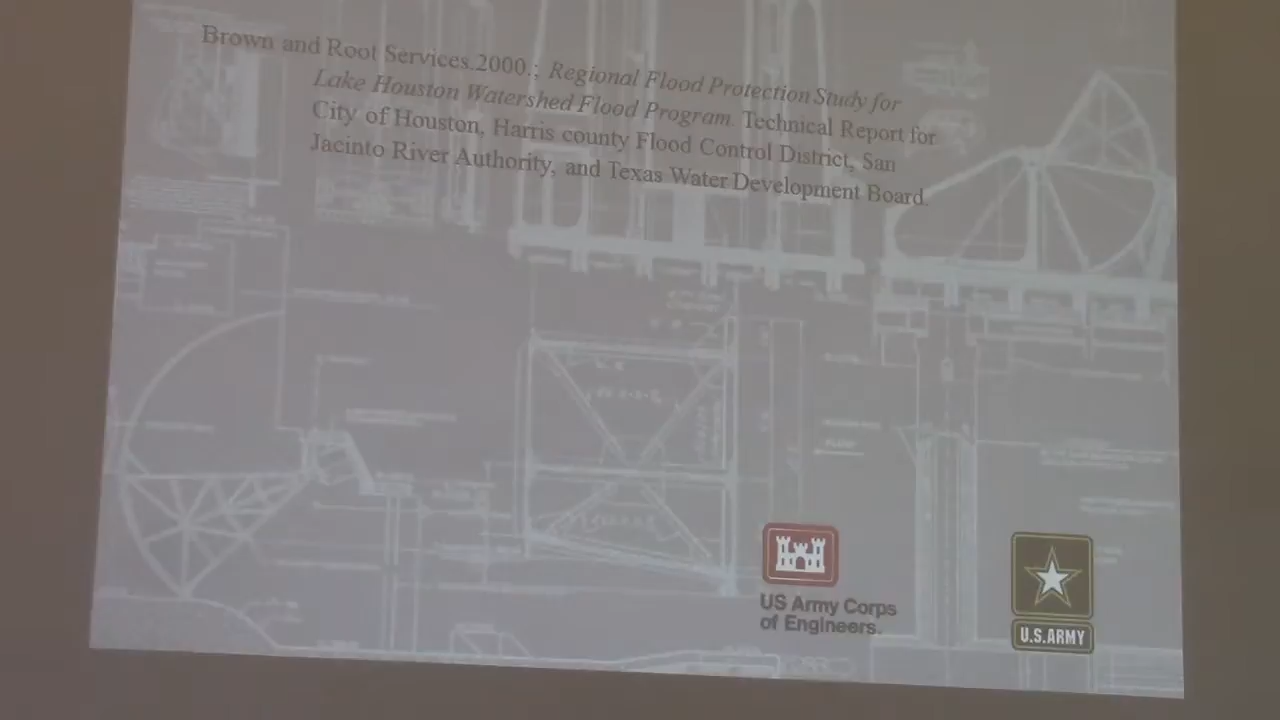 Brown and Root Services.2000.; Regional Flood Protection Study for
Lake Houston Watershed Flood Program. Technical Report for
City of Houston, Harris county Flood Control District, San
Jacinto River Authority, and Texas Water Development Board.
US Army Corps
of Engineers.
U.S.ARMY